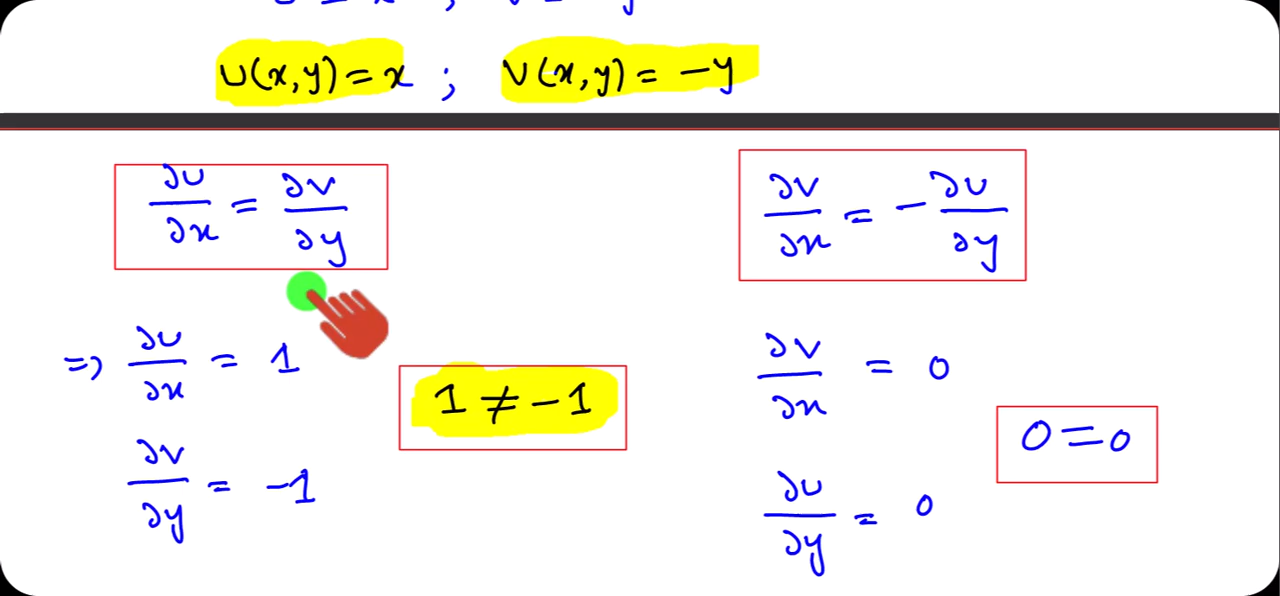 U(x,y)=x ; V(x,y)= -y
∂U/∂x = ∂V/∂y
∂V/∂x = -∂U/∂y
=> ∂U/∂x = 1
∂V/∂y = -1
1 ≠ -1
∂V/∂x = 0
∂U/∂y = 0
0=0